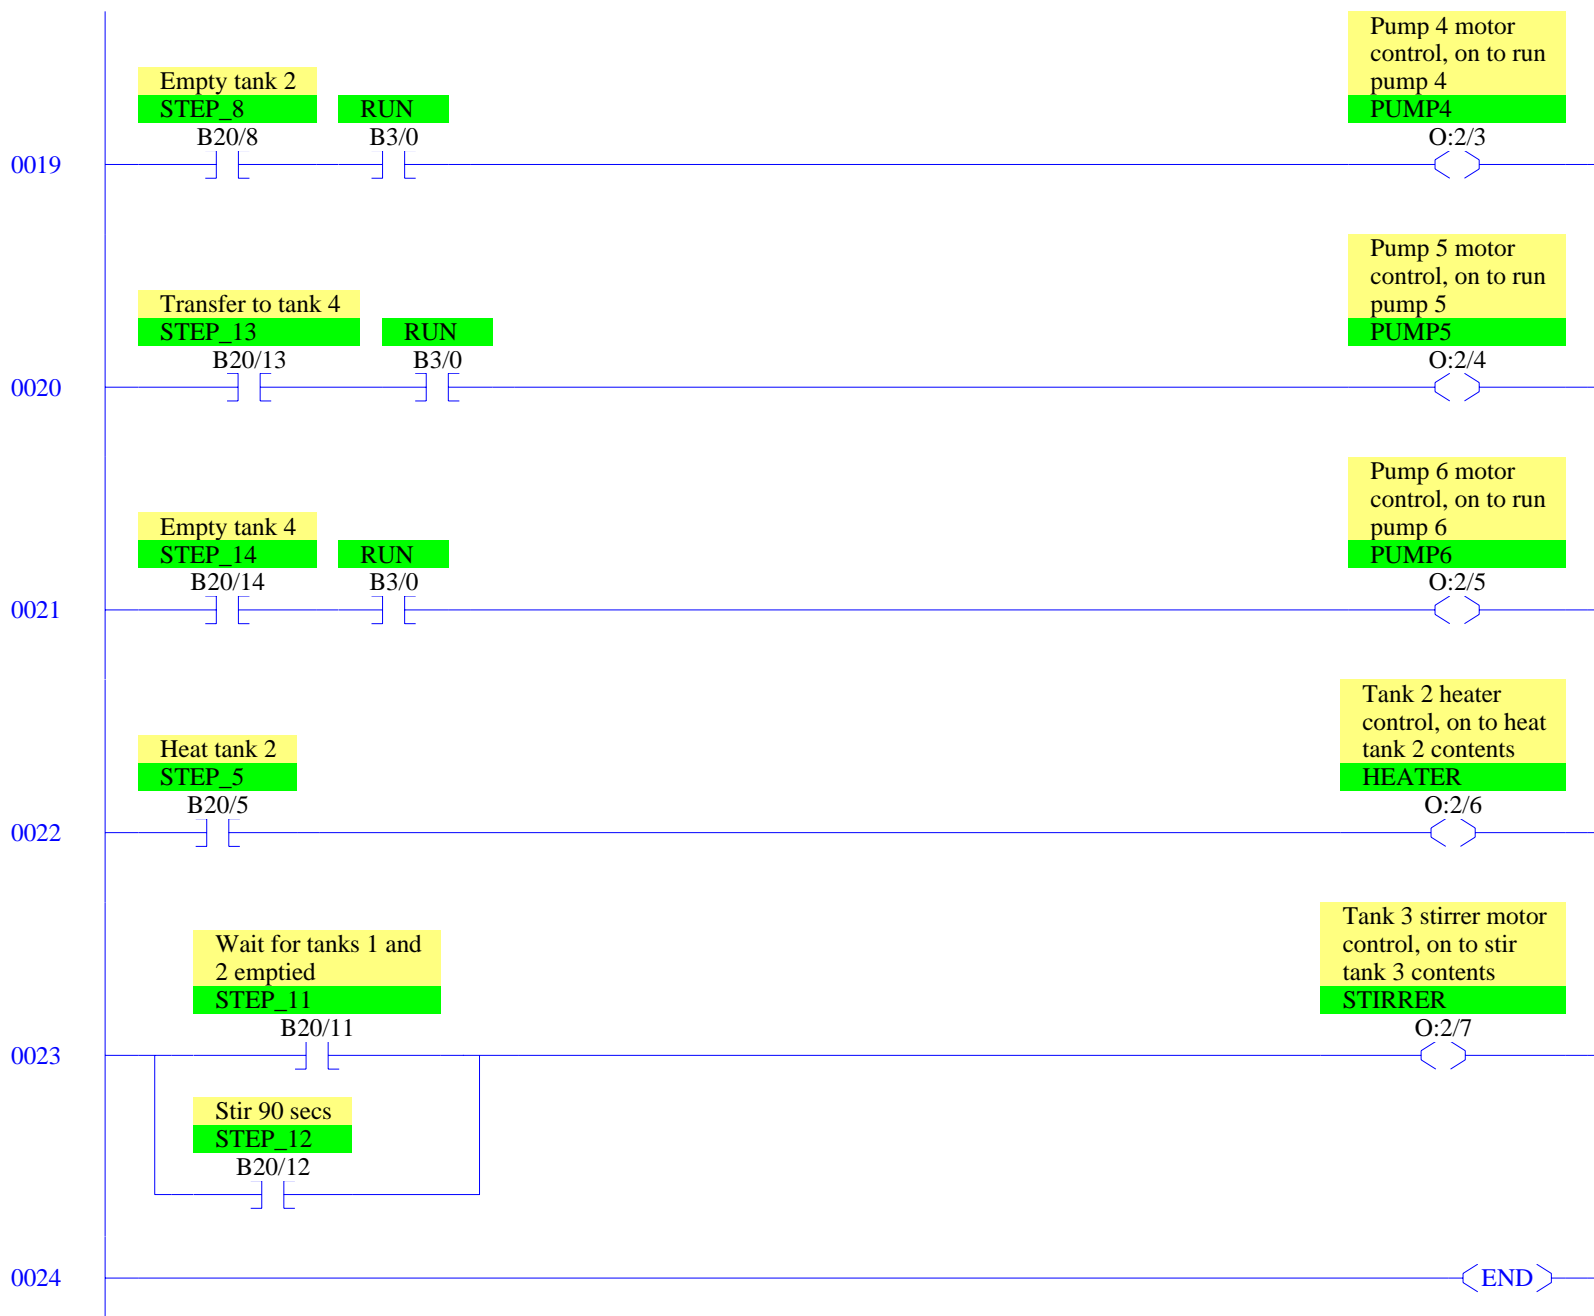 Pump 4 motor
control, on to run
pump 4
Empty tank 2
STEP_8 RUN PUMP4
B20/8 B3/0 O:2/3
0019
Pump 5 motor
control, on to run
pump 5
Transfer to tank 4
STEP_13 RUN PUMP5
B20/13 B3/0 O:2/4
0020
Pump 6 motor
control, on to run
pump 6
Empty tank 4
STEP_14 RUN PUMP6
B20/14 B3/0 O:2/5
0021
Tank 2 heater
control, on to heat
tank 2 contents
Heat tank 2
STEP_5 HEATER
B20/5 O:2/6
0022
Tank 3 stirrer motor
control, on to stir
tank 3 contents
Wait for tanks 1 and
2 emptied
STEP_11 STIRRER
B20/11 O:2/7
0023
Stir 90 secs
STEP_12
B20/12
0024 END